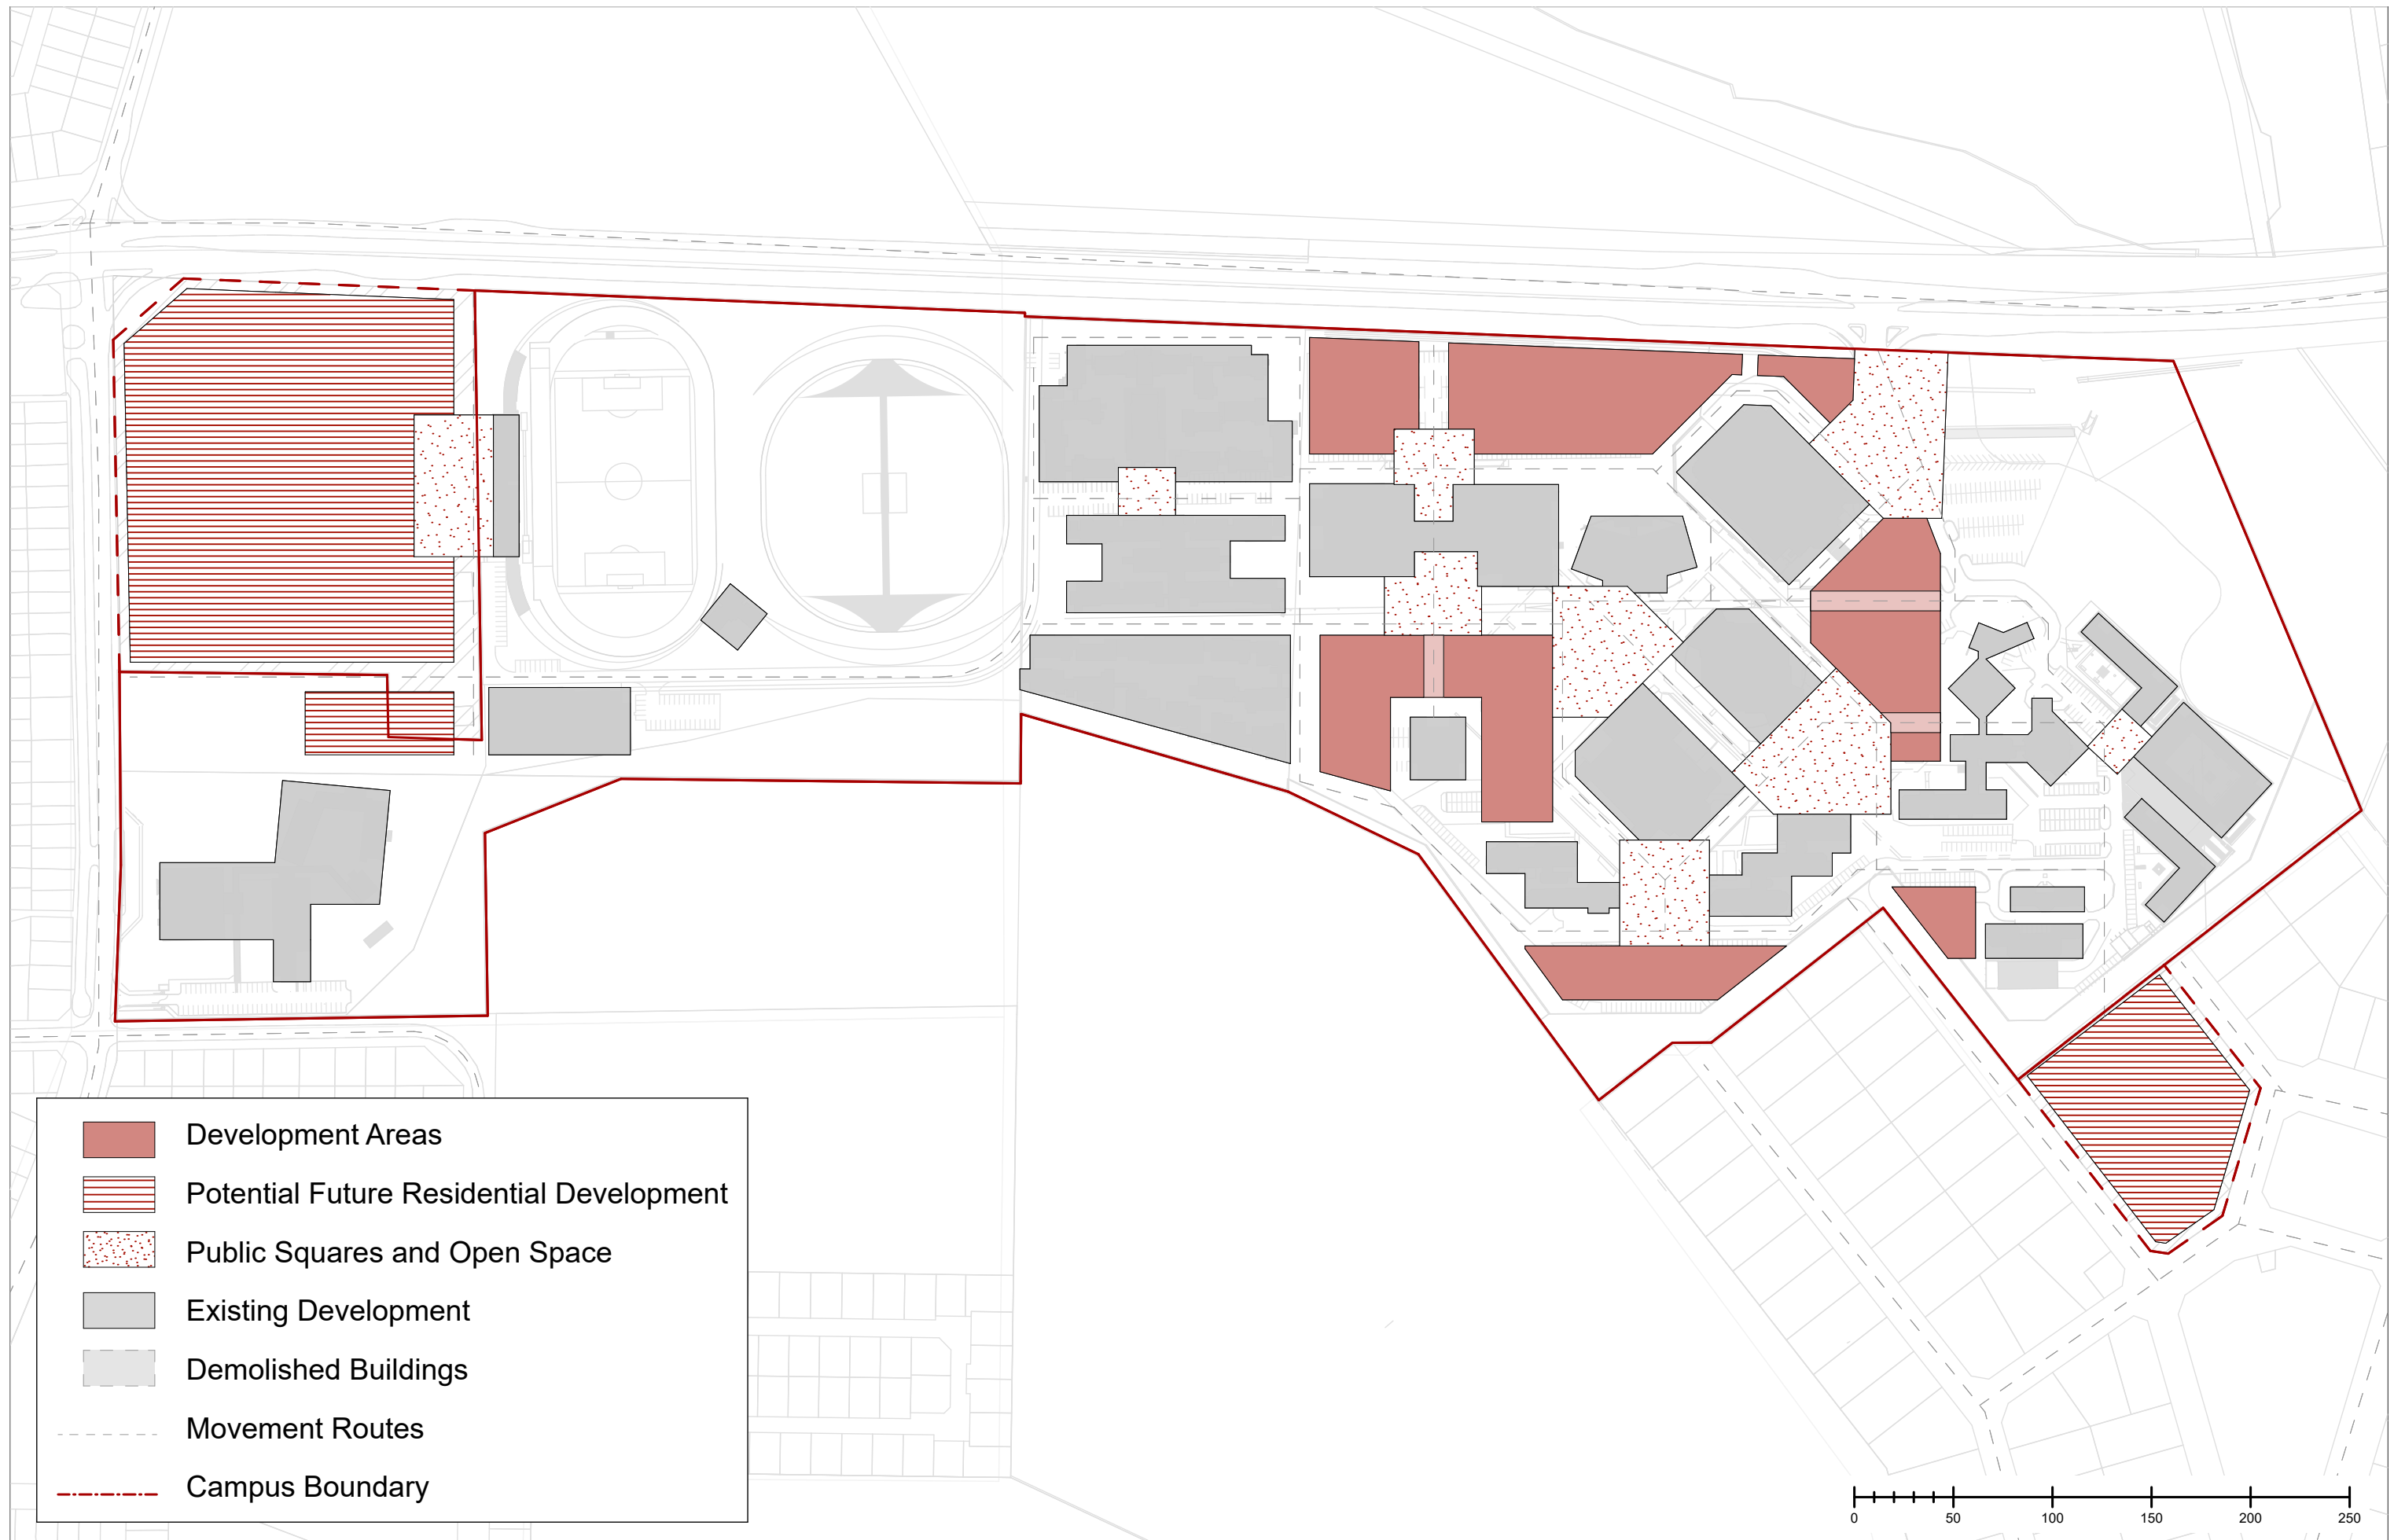 Development Areas
Potential Future Residential Development
Public Squares and Open Space
Existing Development
Demolished Buildings
Movement Routes
Campus Boundary
0 50 100 150 200 250